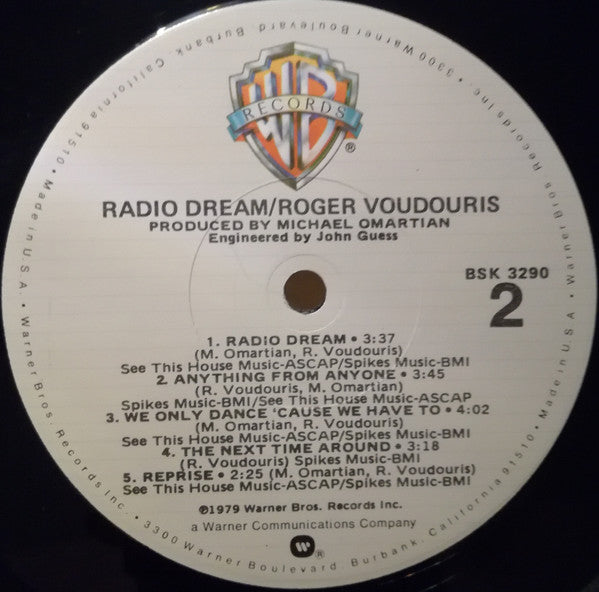 WB
RECORDS
®
RADIO DREAM/ROGER VOUDOURIS
PRODUCED BY MICHAEL OMARTIAN
Engineered by John Guess
BSK 3290
2
1. RADIO DREAM • 3:37
(M. Omartian, R. Voudouris)
See This House Music-ASCAP/Spikes Music-BMI
2. ANYTHING FROM ANYONE • 3:45
(R. Voudouris, M. Omartian)
Spikes Music-BMI/See This House Music-ASCAP
3. WE ONLY DANCE 'CAUSE WE HAVE TO • 4:02
(M. Omartian, R. Voudouris)
See This House Music-ASCAP/Spikes Music-BMI
4. THE NEXT TIME AROUND • 3:18
(R. Voudouris) Spikes Music-BMI
5. REPRISE • 2:25 (M. Omartian, R. Voudouris)
See This House Music-ASCAP/Spikes Music-BMI
℗1979 Warner Bros. Records Inc.
a Warner Communications Company
®
Warner Bros. Records Inc. • 3300 Warner Boulevard, Burbank, California 91510 • Made in U.S.A. • Warner Bros. Records Inc. • 3300 Warner Boulevard, Burbank, California 91510 • Made in U.S.A. •